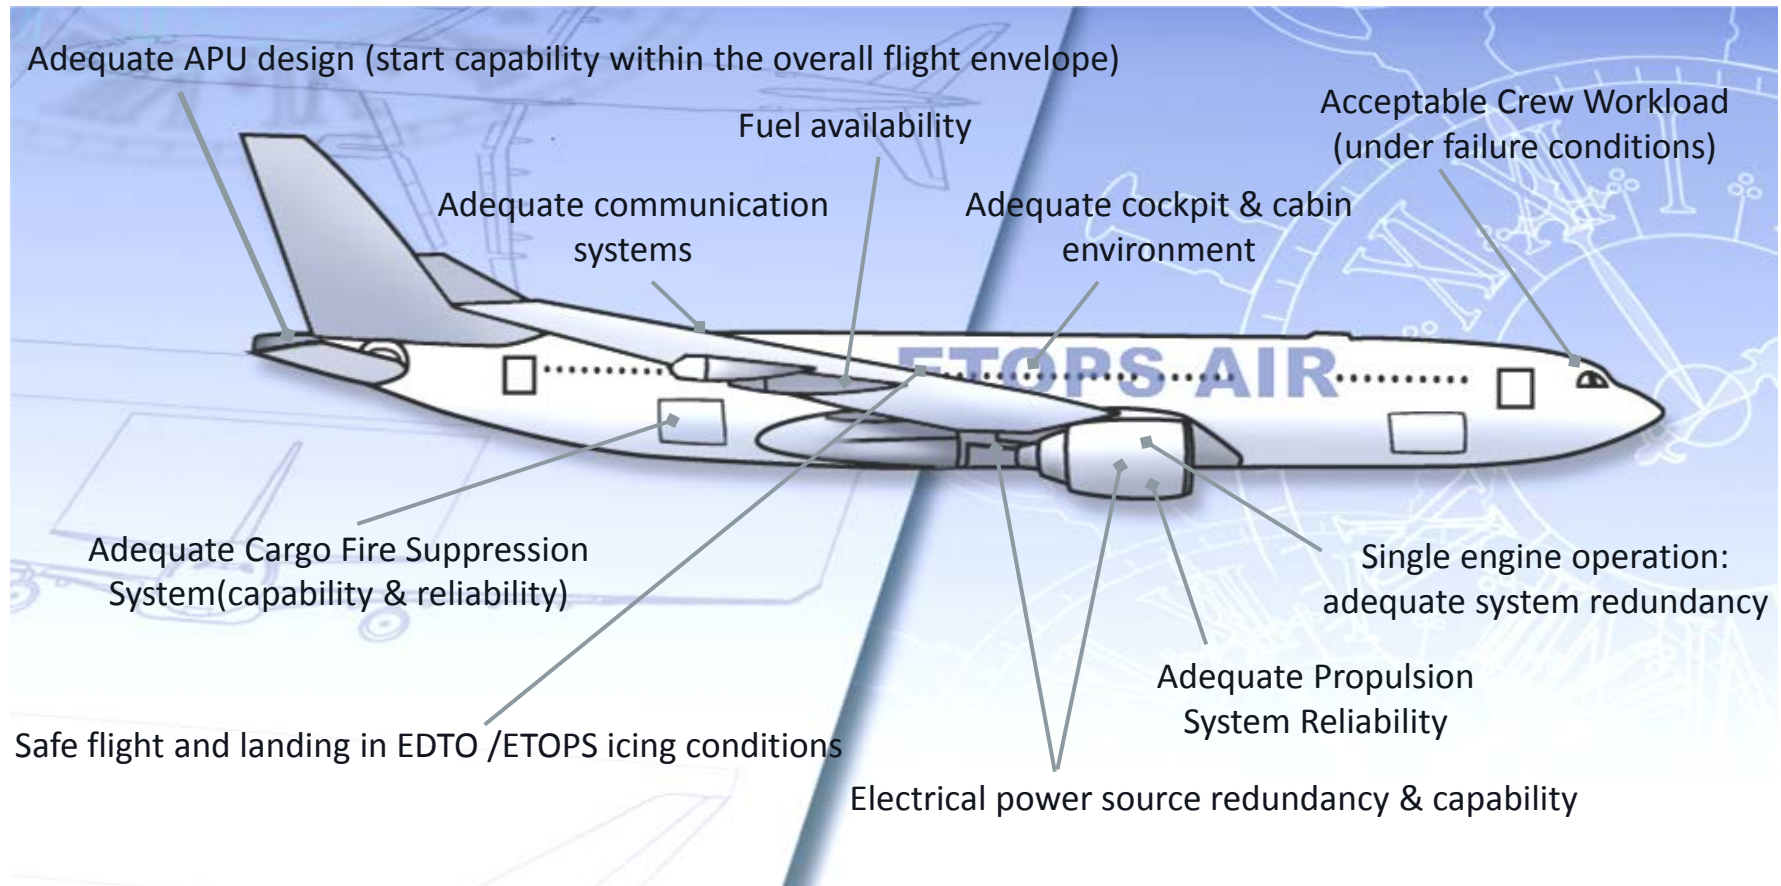 Adequate APU design (start capability within the overall flight envelope)
Fuel availability
Acceptable Crew Workload
(under failure conditions)
Adequate communication
systems
Adequate cockpit & cabin
environment
ETOPS AIR
Adequate Cargo Fire Suppression
System(capability & reliability)
Single engine operation:
adequate system redundancy
Adequate Propulsion
System Reliability
Safe flight and landing in EDTO /ETOPS icing conditions
Electrical power source redundancy & capability